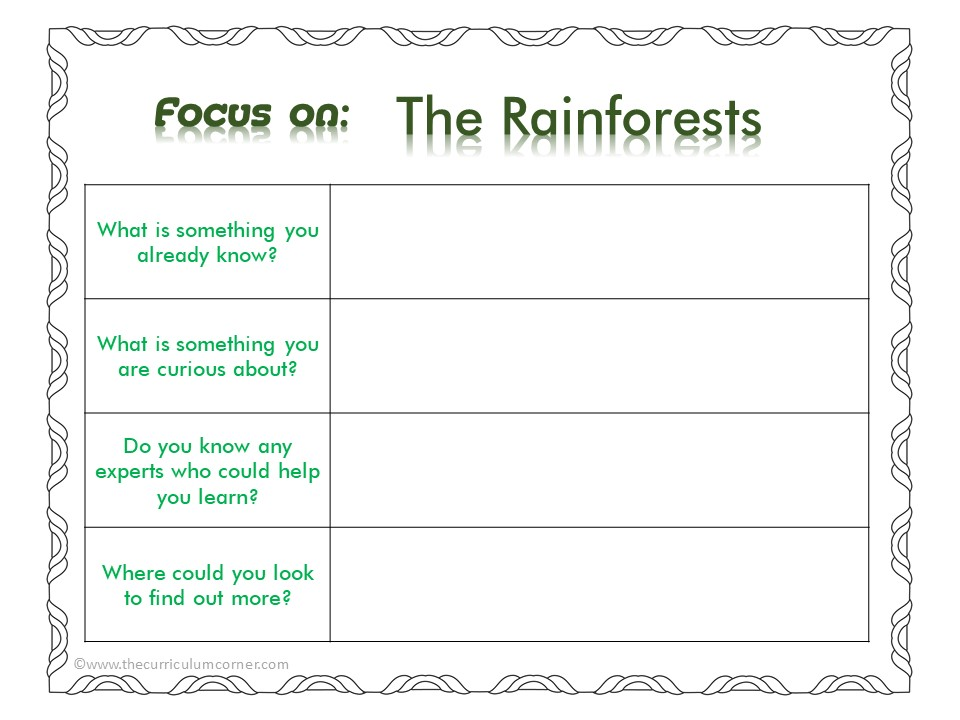 Focus on: The Rainforests
What is something you
already know?
What is something you
are curious about?
Do you know any
experts who could help
you learn?
Where could you look
to find out more?
©www.thecurriculumcorner.com